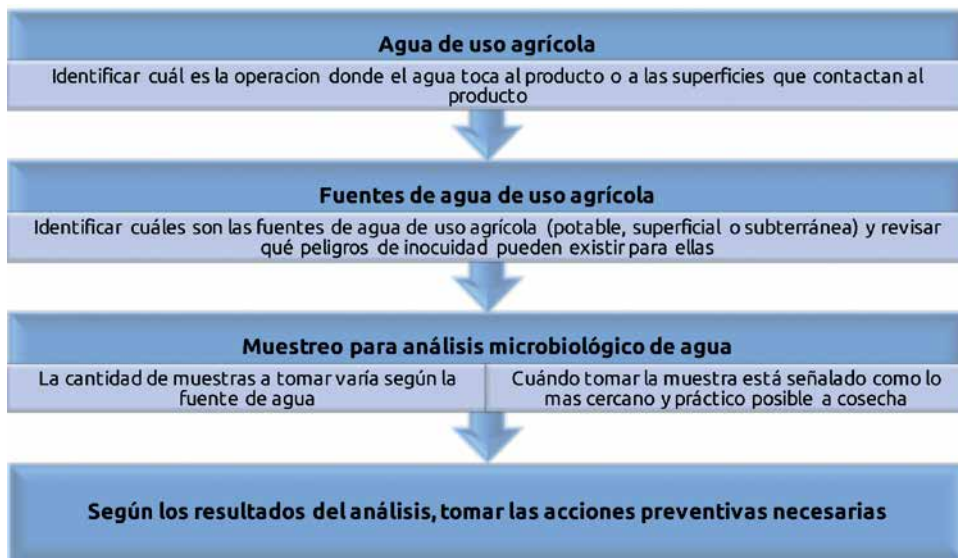 Agua de uso agrícola
Identificar cuál es la operacion donde el agua toca al producto o a las superficies que contactan al
producto
Fuentes de agua de uso agrícola
Identificar cuáles son las fuentes de agua de uso agrícola (potable, superficial o subterránea) y revisar
qué peligros de inocuidad pueden existir para ellas
Muestreo para análisis microbiológico de agua
La cantidad de muestras a tomar varía según la
fuente de agua
Cuándo tomar la muestra está señalado como lo
mas cercano y práctico posible a cosecha
Según los resultados del análisis, tomar las acciones preventivas necesarias